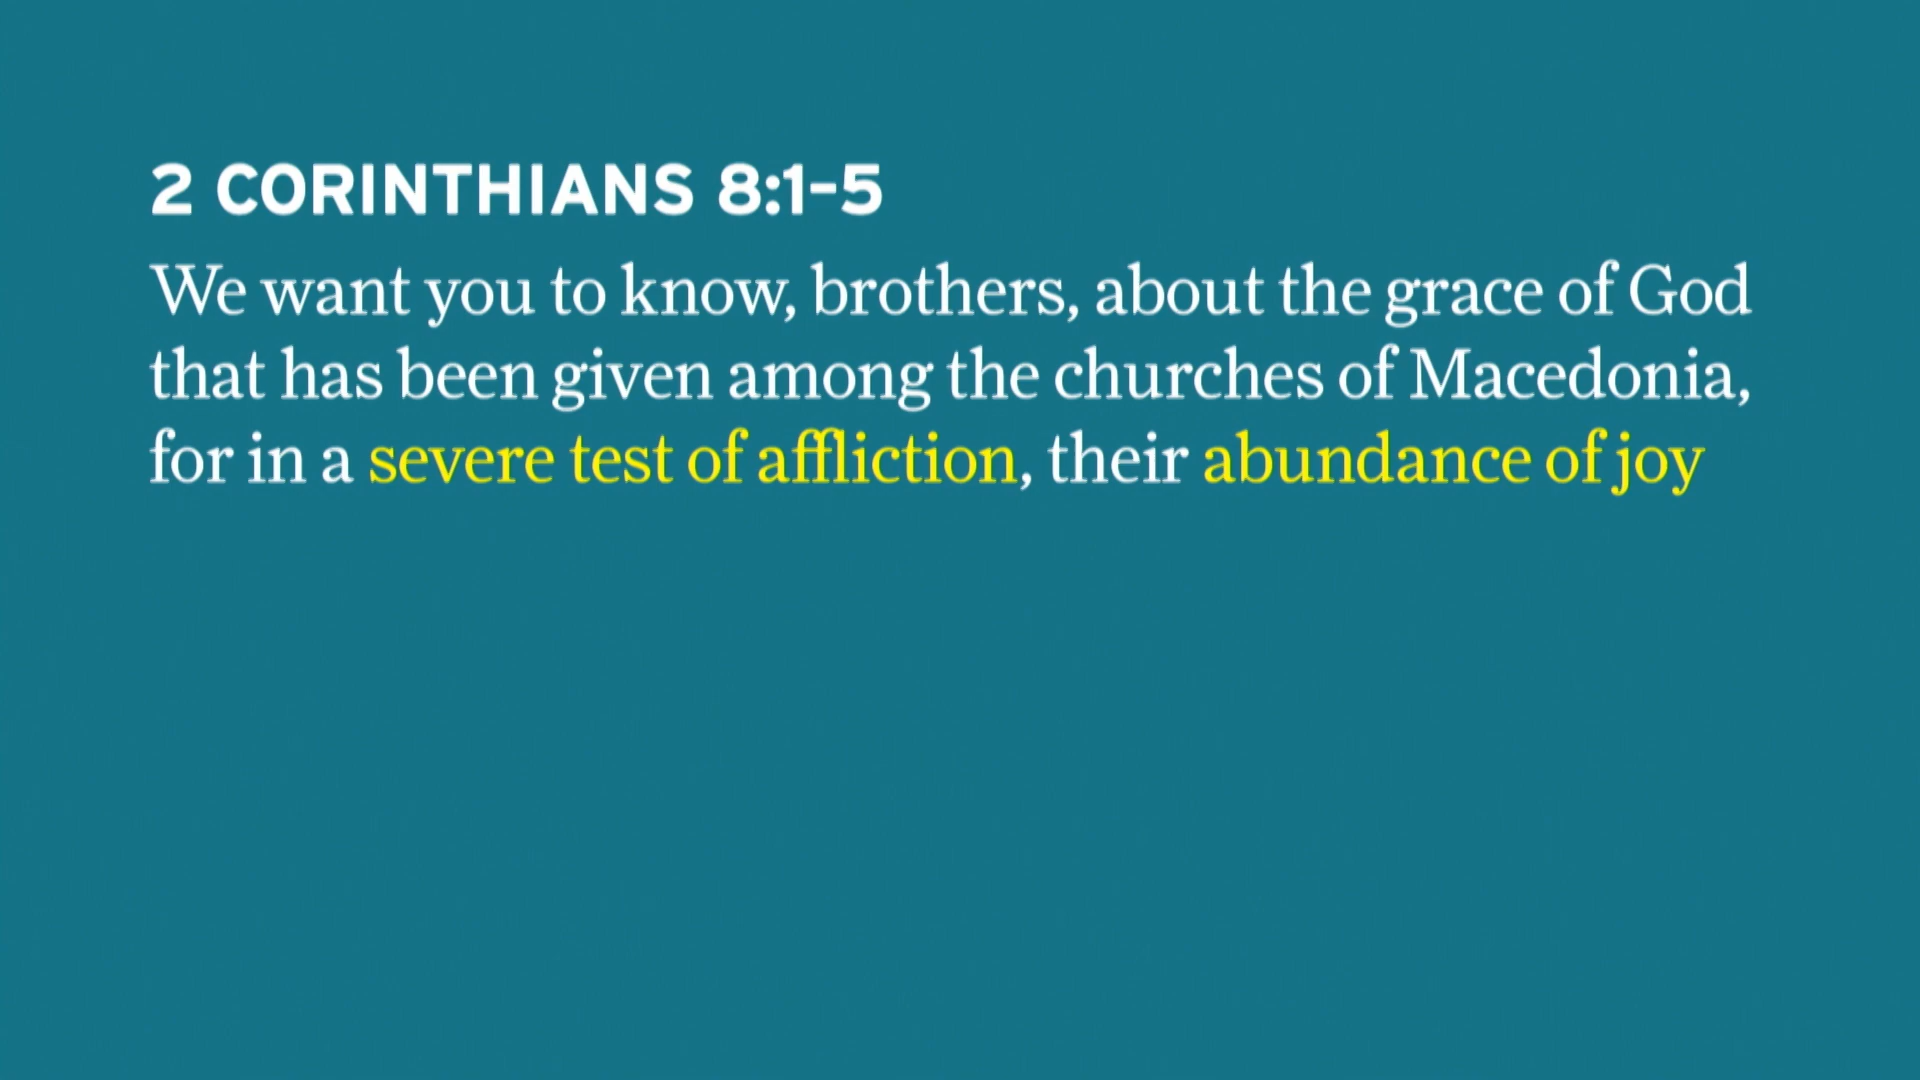 2 CORINTHIANS 8:1–5
We want you to know, brothers, about the grace of God
that has been given among the churches of Macedonia,
for in a severe test of affliction, their abundance of joy